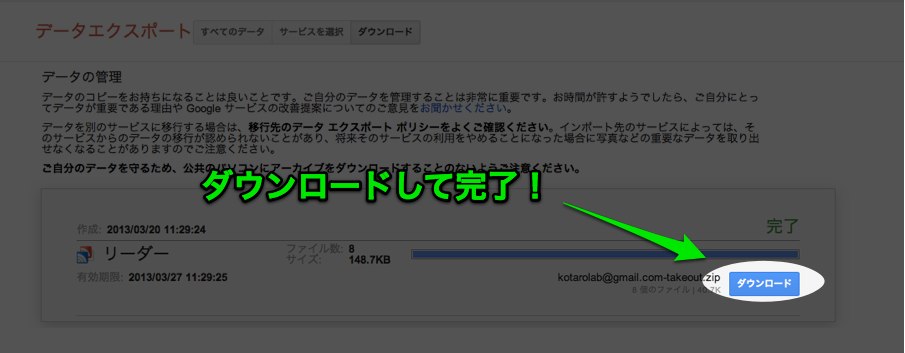 データエクスポート すべてのデータ サービスを選択 ダウンロード
データの管理
データのコピーをお持ちになることは良いことです。ご自分のデータを管理することは非常に重要です。お時間が許すようでしたら、ご自分にとっ
てデータが重要である理由や Google サービスの改善提案についてのご意見をお聞かせください。
データを別のサービスに移行する場合は、移行先のデータ エクスポート ポリシーをよくご確認ください。インポート先のサービスによっては、そ
のサービスからのデータの移行が認められないことがあり、将来そのサービスの利用をやめることになった場合に写真などの重要なデータを取り出
せなくなることがありますのでご注意ください。
ご自分のデータを守るため、公共のパソコンにアーカイブをダウンロードすることのないようご注意ください。
ダウンロードして完了！
作成: 2013/03/20 11:29:24 完了
リーダー ファイル数: 8
サイズ: 148.7KB
有効期限: 2013/03/27 11:29:25 kotarolab@gmail.com-takeout.zip ダウンロード
8 個のファイル |